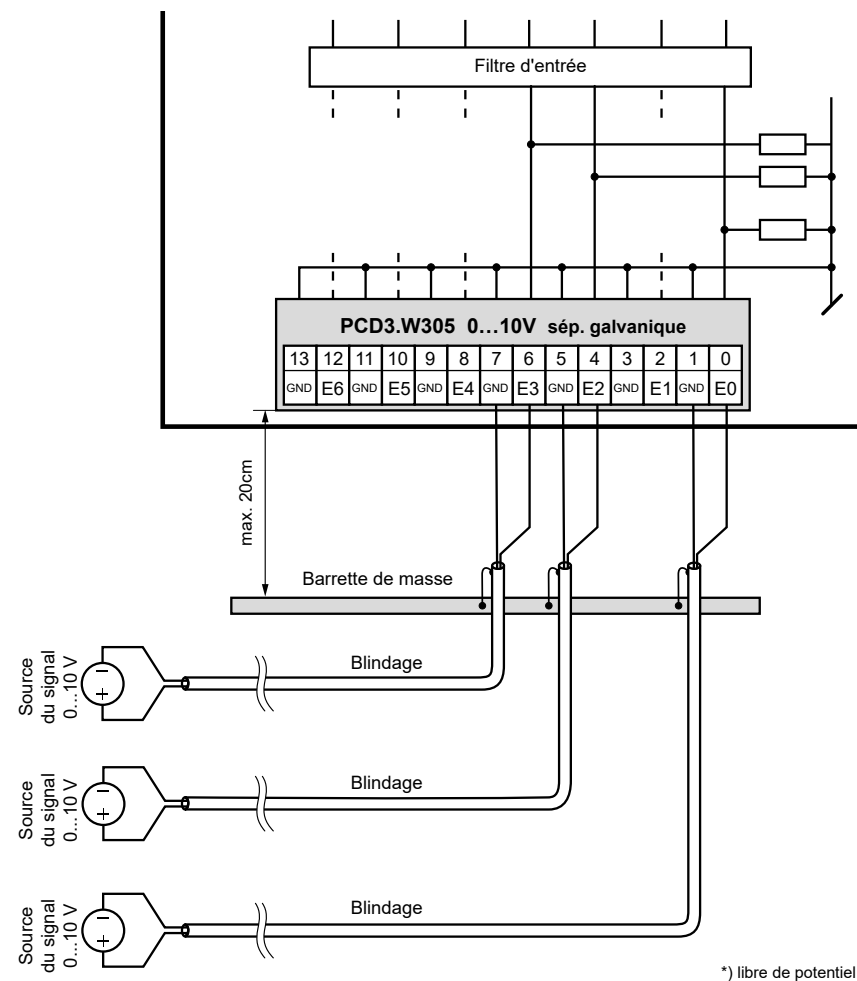 Filtre d'entrée
PCD3.W305 0…10V sép. galvanique
13 12 11 10 9 8 7 6 5 4 3 2 1 0
GND E6 GND E5 GND E4 GND E3 GND E2 GND E1 GND E0
max. 20cm
Barrette de masse
Source
du signal
0...10 V
− +
Blindage
Source
du signal
0...10 V
− +
Blindage
Source
du signal
0...10 V
− +
Blindage
*) libre de potentiel